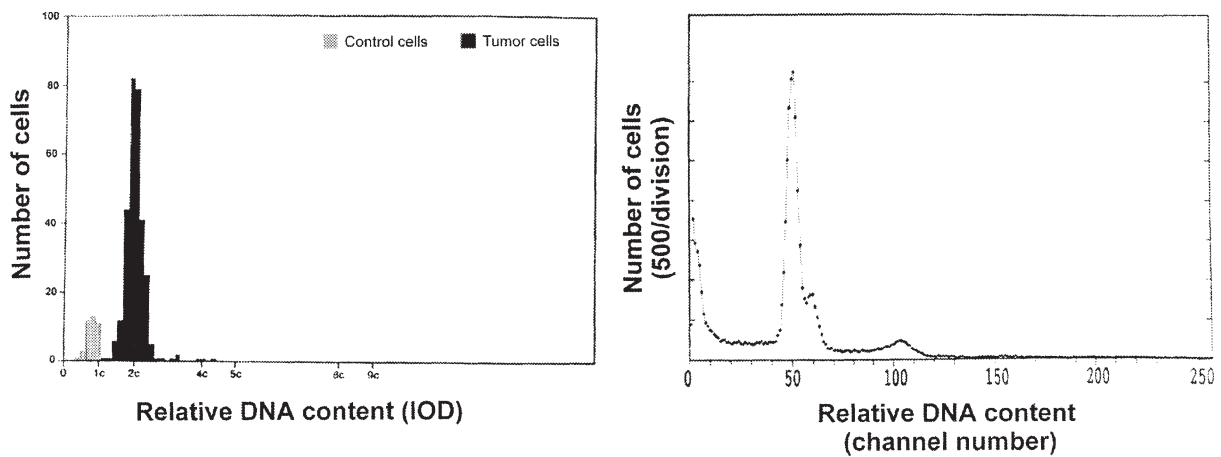 100
80
60
40
20
0
Number of cells
Control cells
Tumor cells
0 1c 2c 4c 5c 8c 9c
Relative DNA content (IOD)
Number of cells
(500/division)
0 50 100 150 200 250
Relative DNA content
(channel number)